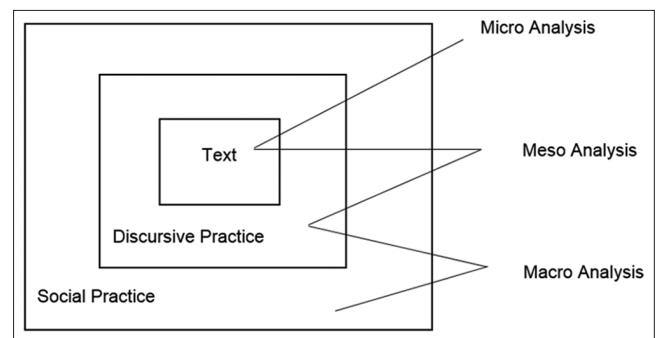 Micro Analysis
Text
Meso Analysis
Discursive Practice
Macro Analysis
Social Practice